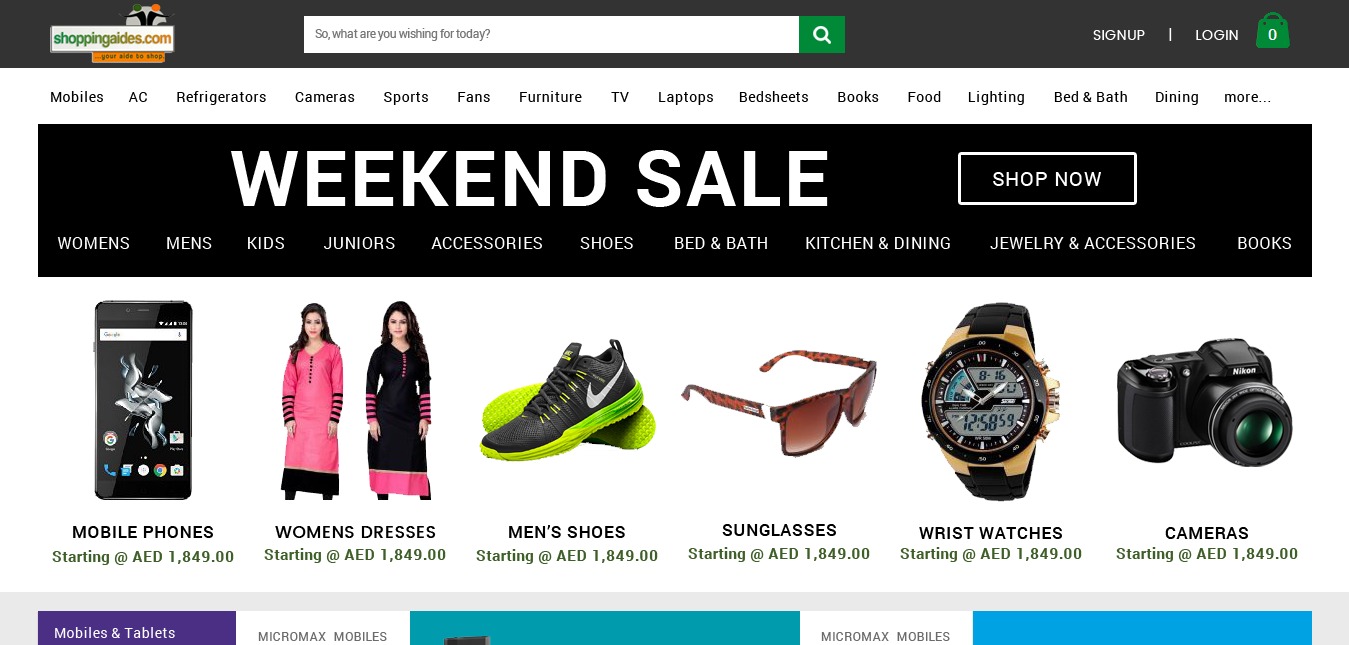 shoppingaides.com
...your aide to shop.
So, what are you wishing for today?
SIGNUP | LOGIN 0
Mobiles AC Refrigerators Cameras Sports Fans Furniture TV Laptops Bedsheets Books Food Lighting Bed & Bath Dining more...
WEEKEND SALE
SHOP NOW
WOMENS MENS KIDS JUNIORS ACCESSORIES SHOES BED & BATH KITCHEN & DINING JEWELRY & ACCESSORIES BOOKS
Google
Nikon
MOBILE PHONES WOMENS DRESSES MEN'S SHOES SUNGLASSES WRIST WATCHES CAMERAS
Starting @ AED 1,849.00 Starting @ AED 1,849.00 Starting @ AED 1,849.00 Starting @ AED 1,849.00 Starting @ AED 1,849.00 Starting @ AED 1,849.00
Mobiles & Tablets MICROMAX MOBILES MICROMAX MOBILES